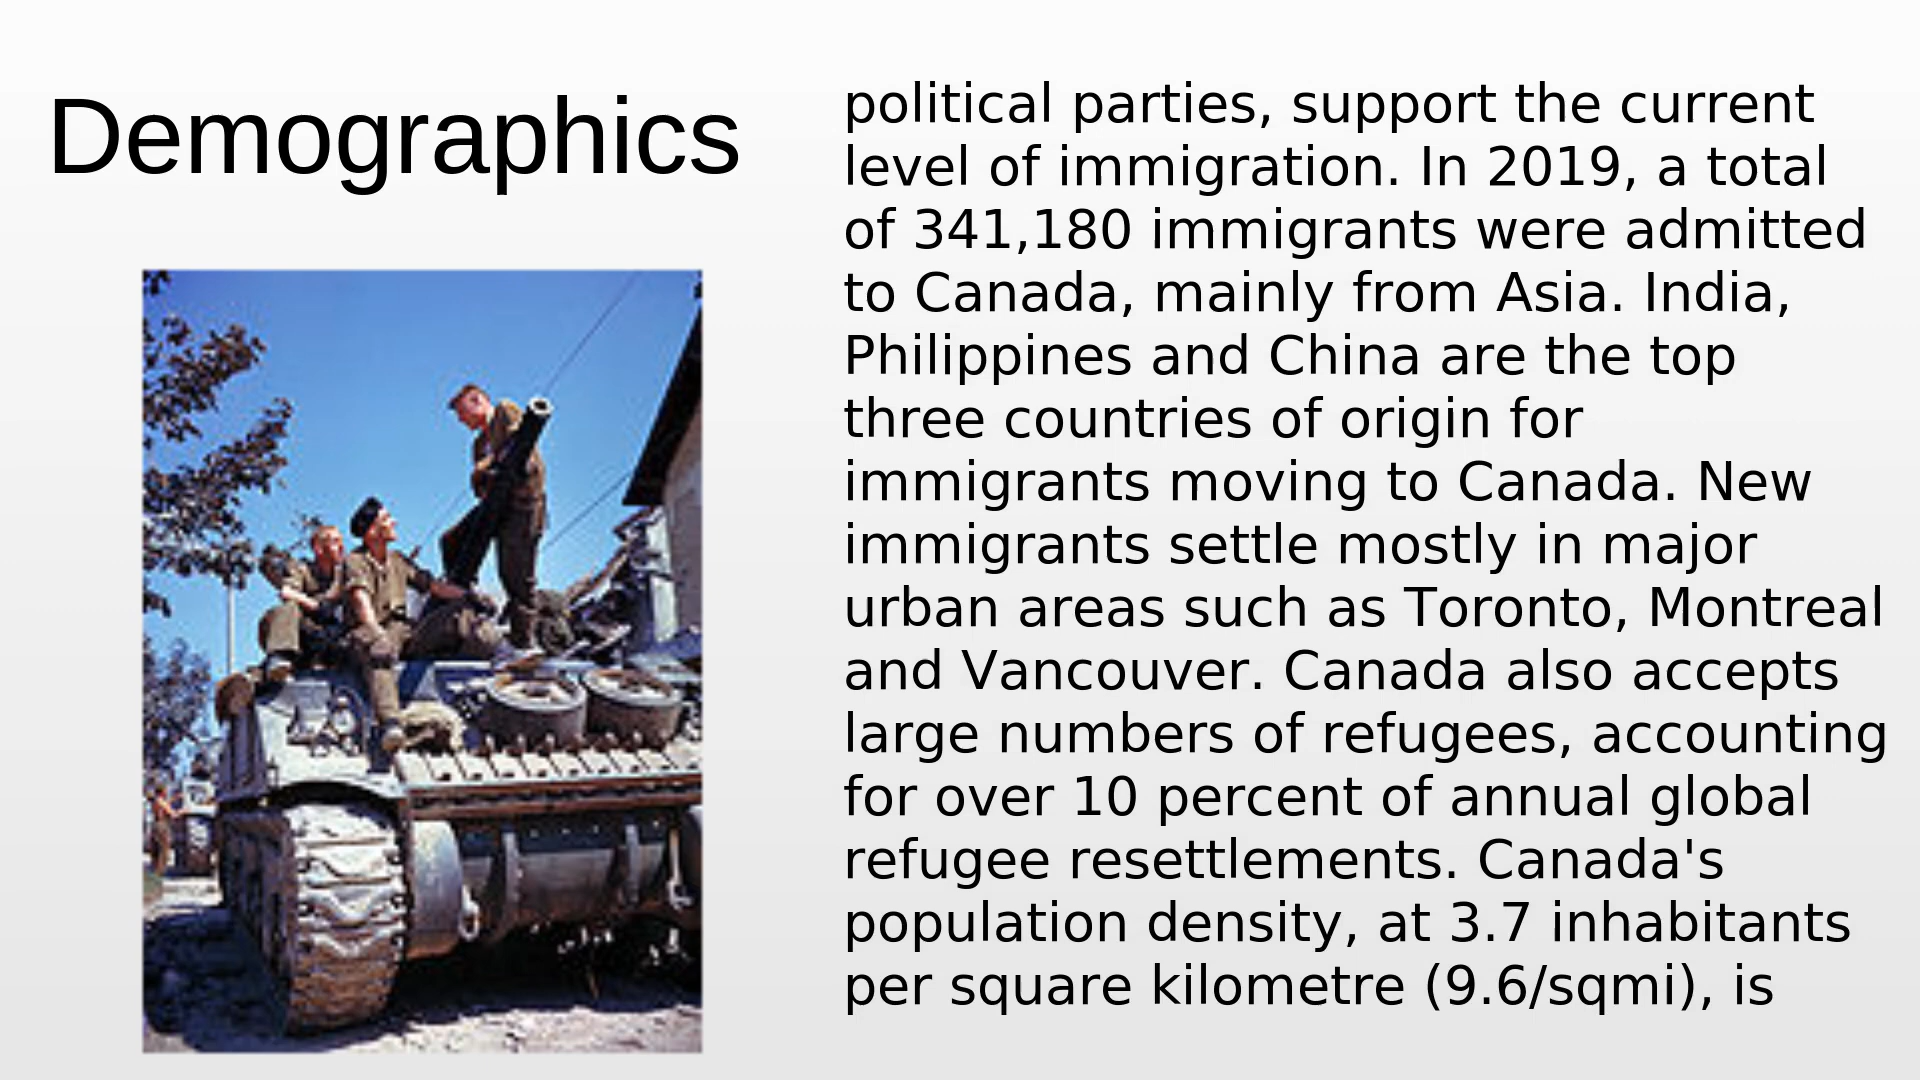 Demographics
political parties, support the current
level of immigration. In 2019, a total
of 341,180 immigrants were admitted
to Canada, mainly from Asia. India,
Philippines and China are the top
three countries of origin for
immigrants moving to Canada. New
immigrants settle mostly in major
urban areas such as Toronto, Montreal
and Vancouver. Canada also accepts
large numbers of refugees, accounting
for over 10 percent of annual global
refugee resettlements. Canada's
population density, at 3.7 inhabitants
per square kilometre (9.6/sqmi), is